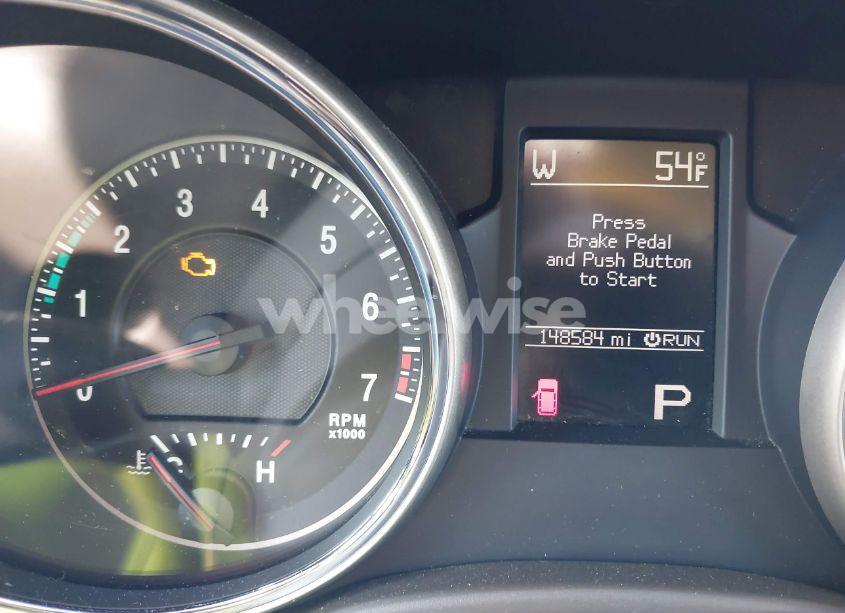 W 54°F
Press
Brake Pedal
and Push Button
to Start
148584 mi RUN
P
0
1
2
3
4
5
6
7
RPM
x1000
C H
wheelwise